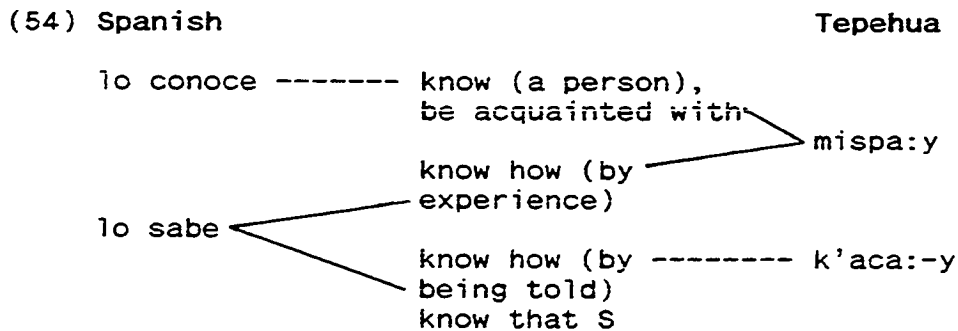 (54) Spanish Tepehua
lo conoce ------- know (a person),
be acquainted with
mispa:y
know how (by
experience)
lo sabe
know how (by -------- k'aca:-y
being told)
know that S